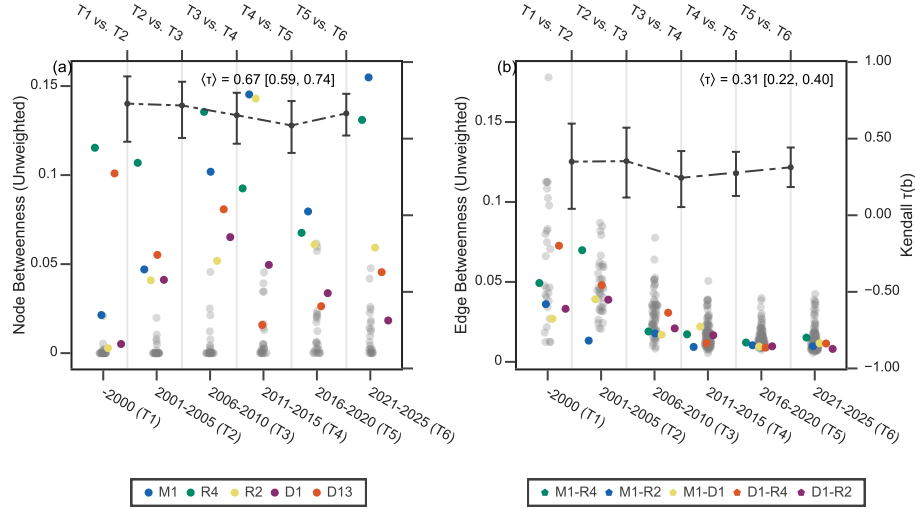 T1 vs. T2
T2 vs. T3
T3 vs. T4
T4 vs. T5
T5 vs. T6
(a)
⟨τ⟩ = 0.67 [0.59, 0.74]
Node Betweenness (Unweighted)
0.15
0.1
0.05
0
-2000 (T1)
2001-2005 (T2)
2006-2010 (T3)
2011-2015 (T4)
2016-2020 (T5)
2021-2025 (T6)
M1 R4 R2 D1 D13
T1 vs. T2
T2 vs. T3
T3 vs. T4
T4 vs. T5
T5 vs. T6
(b)
⟨τ⟩ = 0.31 [0.22, 0.40]
Edge Betweenness (Unweighted)
0.15
0.1
0.05
0
1.00
0.50
0.00
−0.50
−1.00
Kendall τ(b)
-2000 (T1)
2001-2005 (T2)
2006-2010 (T3)
2011-2015 (T4)
2016-2020 (T5)
2021-2025 (T6)
M1-R4 M1-R2 M1-D1 D1-R4 D1-R2